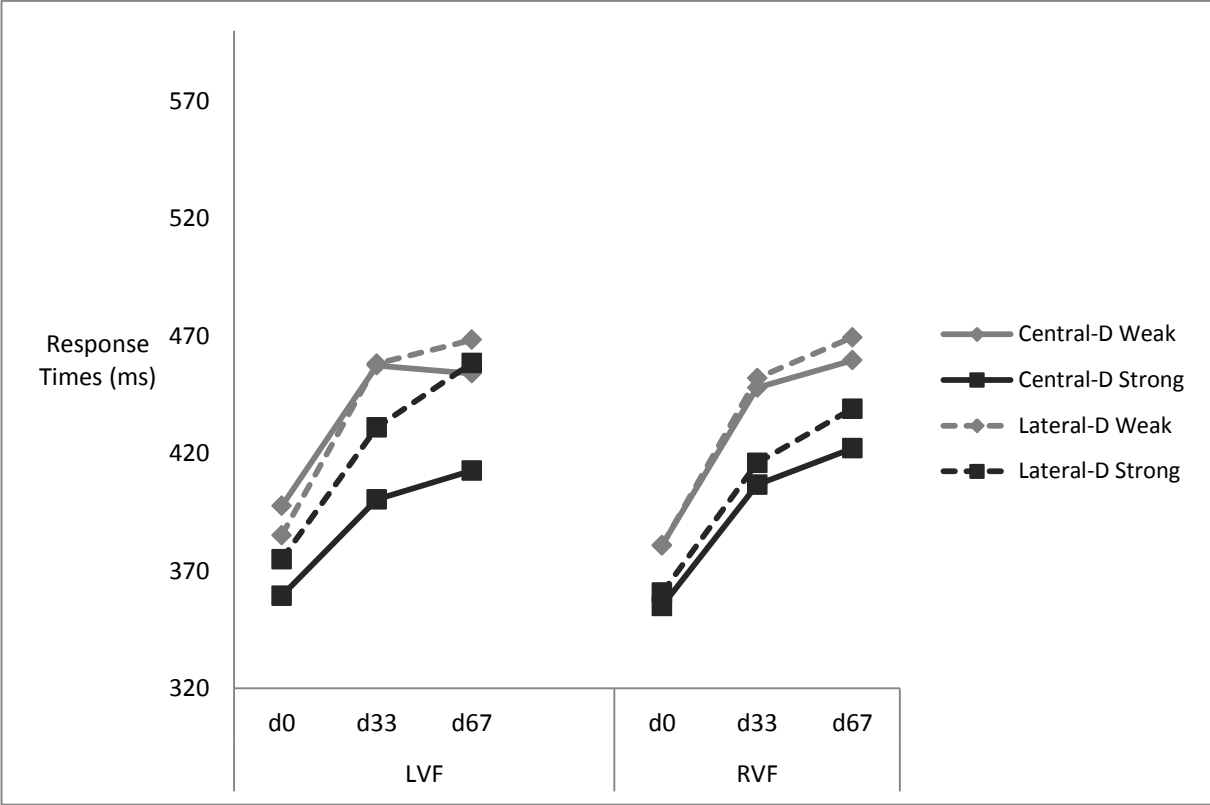 570
520
470
420
370
320
Response
Times (ms)
d0 d33 d67 d0 d33 d67
LVF RVF
Central-D Weak
Central-D Strong
Lateral-D Weak
Lateral-D Strong